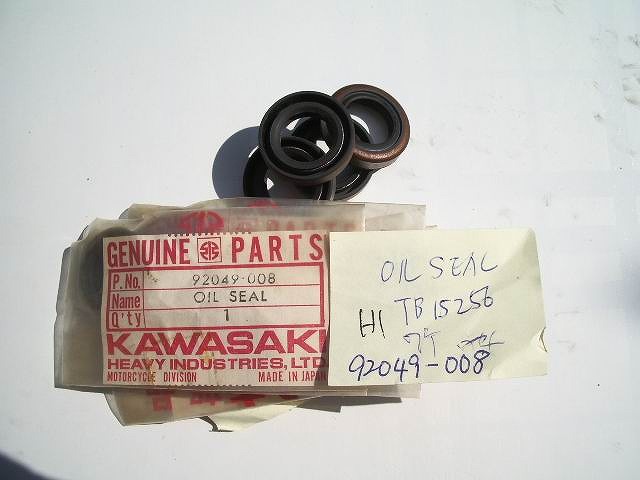 GENUINE PARTS
P. No. 92049-008
Name OIL SEAL
Q'ty 1
KAWASAKI
HEAVY INDUSTRIES, LTD.
MOTORCYCLE DIVISION MADE IN JAPAN
OIL SEAL
H1 TB 15256
92049-008